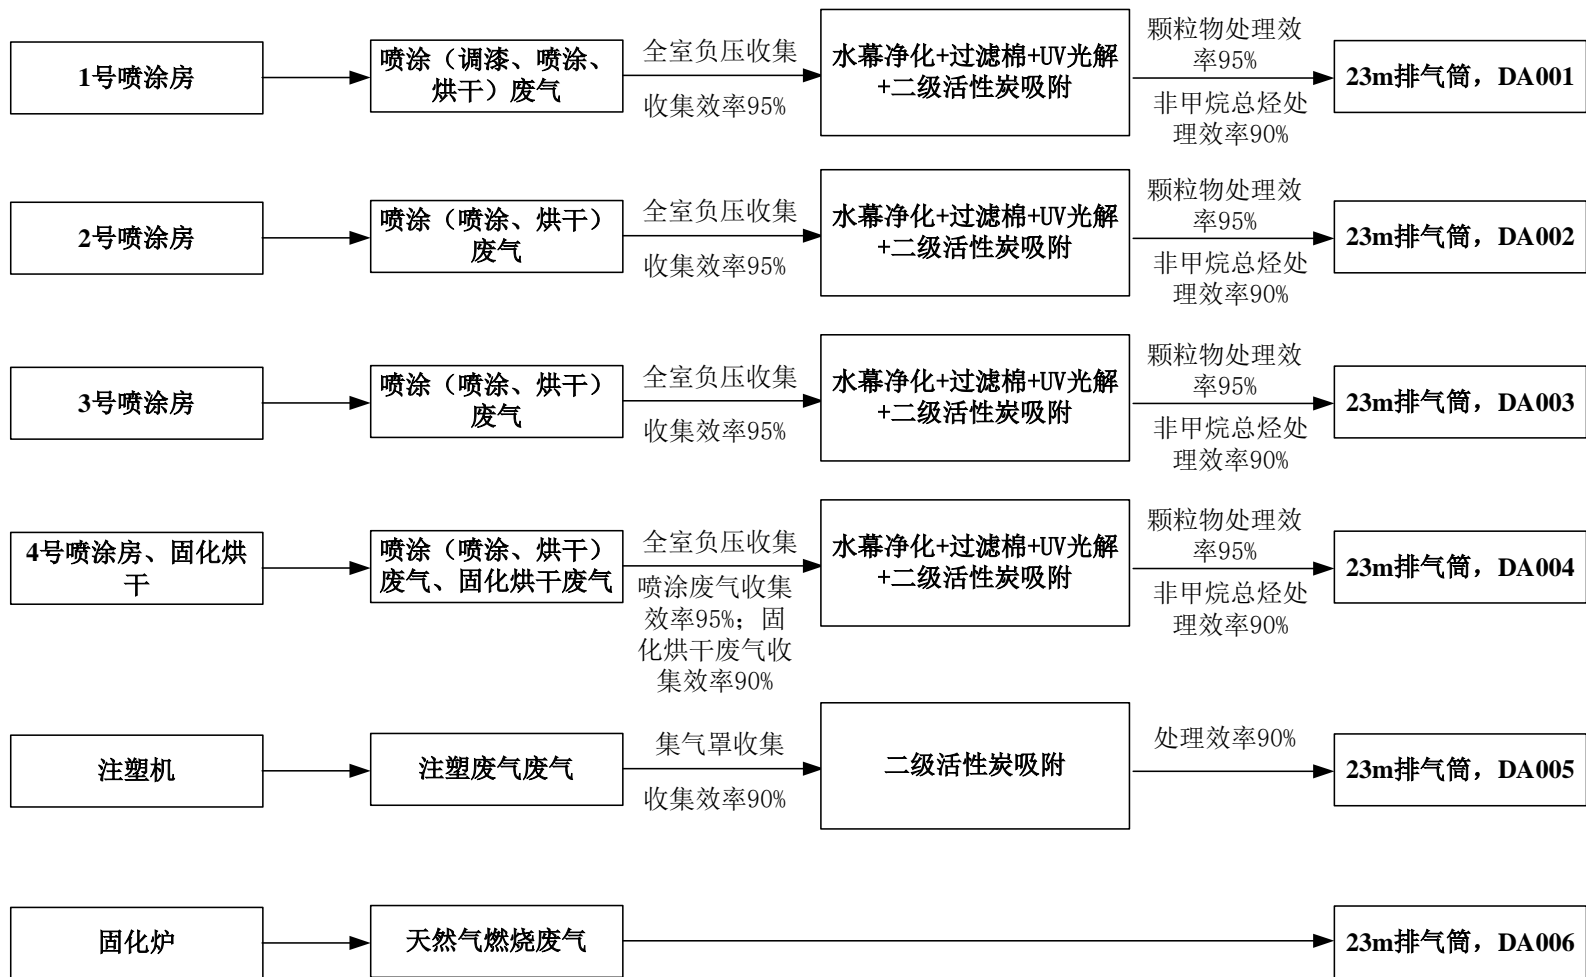 1号喷涂房
喷涂（调漆、喷涂、
烘干）废气
全室负压收集
收集效率95%
水幕净化+过滤棉+UV光解
+二级活性炭吸附
颗粒物处理效
率95%
非甲烷总烃处
理效率90%
23m排气筒，DA001
2号喷涂房
喷涂（喷涂、烘干）
废气
全室负压收集
收集效率95%
水幕净化+过滤棉+UV光解
+二级活性炭吸附
颗粒物处理效
率95%
非甲烷总烃处
理效率90%
23m排气筒，DA002
3号喷涂房
喷涂（喷涂、烘干）
废气
全室负压收集
收集效率95%
水幕净化+过滤棉+UV光解
+二级活性炭吸附
颗粒物处理效
率95%
非甲烷总烃处
理效率90%
23m排气筒，DA003
4号喷涂房、固化烘
干
喷涂（喷涂、烘干）
废气、固化烘干废气
全室负压收集
喷涂废气收集
效率95%；固
化烘干废气收
集效率90%
水幕净化+过滤棉+UV光解
+二级活性炭吸附
颗粒物处理效
率95%
非甲烷总烃处
理效率90%
23m排气筒，DA004
注塑机
注塑废气废气
集气罩收集
收集效率90%
二级活性炭吸附
处理效率90%
23m排气筒，DA005
固化炉
天然气燃烧废气
23m排气筒，DA006